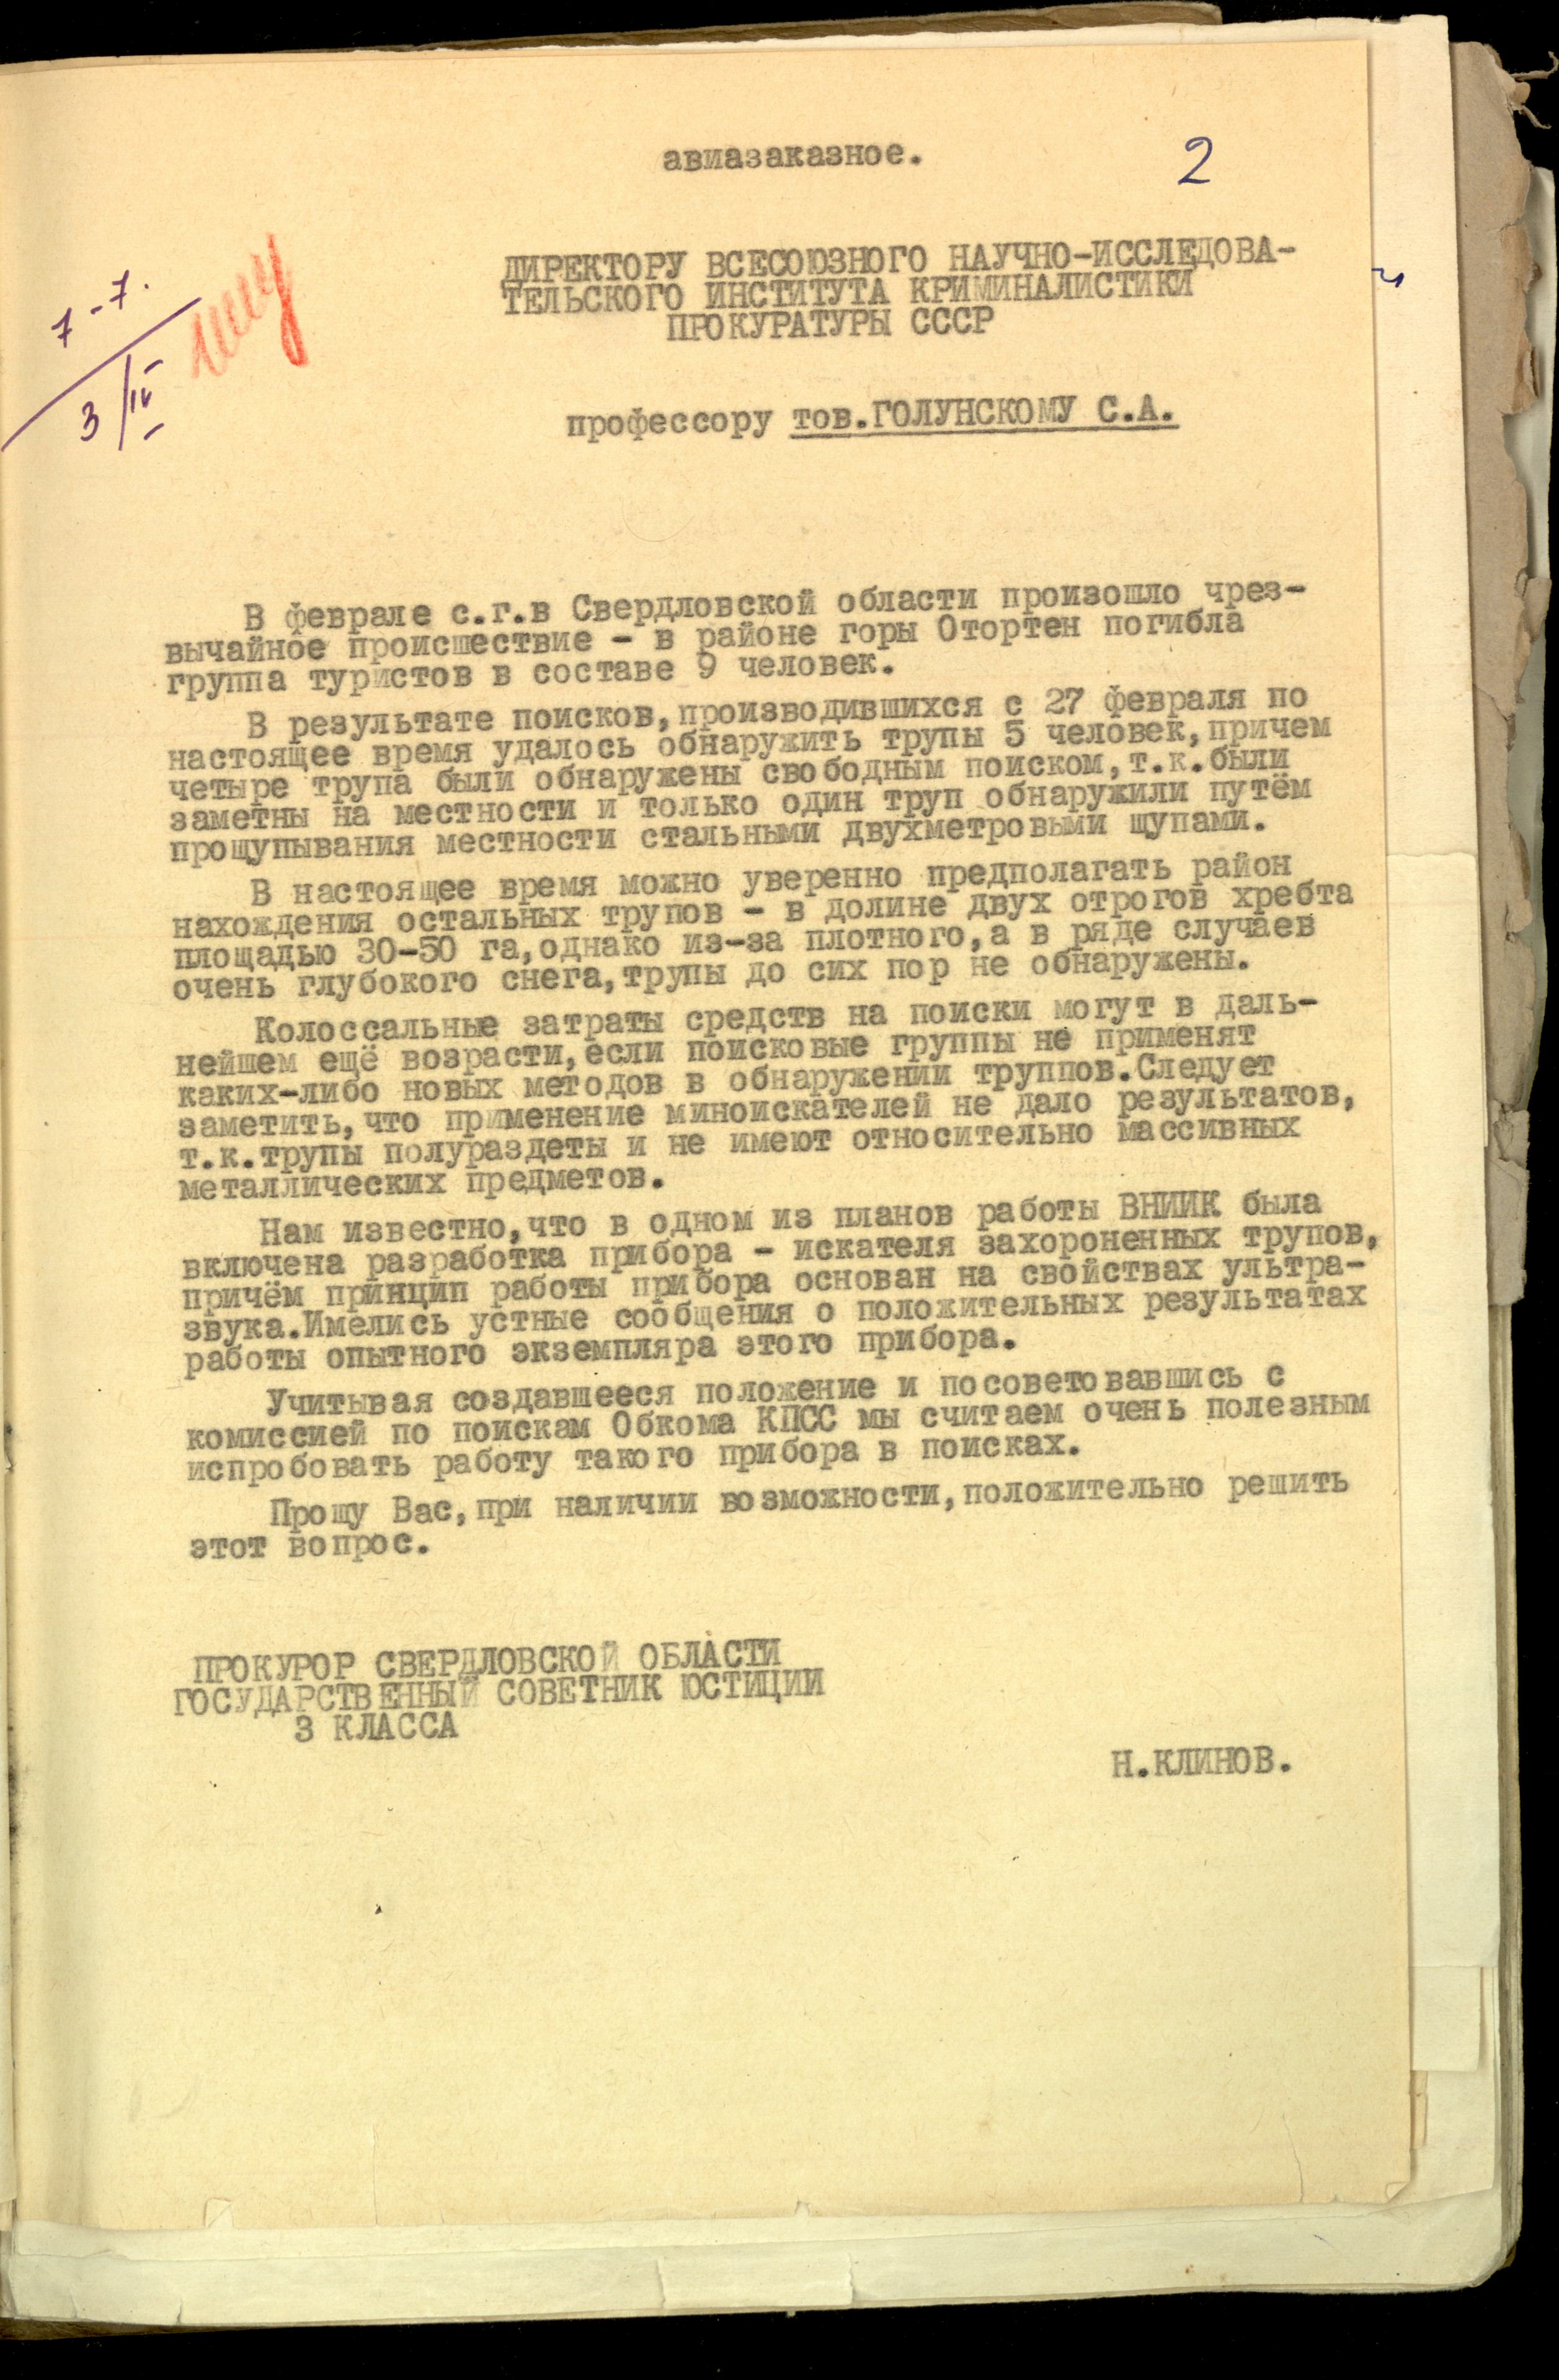 авиазаказное.
2
7-7.
3/IV
ДИРЕКТОРУ ВСЕСОЮЗНОГО НАУЧНО-ИССЛЕДОВА-
ТЕЛЬСКОГО ИНСТИТУТА КРИМИНАЛИСТИКИ
ПРОКУРАТУРЫ СССР
профессору тов.ГОЛУНСКОМУ С.А.
В феврале с.г.в Свердловской области произошло чрез-
вычайное происшествие - в районе горы Отортен погибла
группа туристов в составе 9 человек.
В результате поисков,производившихся с 27 февраля по
настоящее время удалось обнаружить трупы 5 человек,причем
четыре трупа были обнаружены свободным поиском,т.к.были
заметны на местности и только один труп обнаружили путём
прощупывания местности стальными двухметровыми щупами.
В настоящее время можно уверенно предполагать район
нахождения остальных трупов - в долине двух отрогов хребта
площадью 30-50 га,однако из-за плотного,а в ряде случаев
очень глубокого снега,трупы до сих пор не обнаружены.
Колоссальные затраты средств на поиски могут в даль-
нейшем ещё возрасти,если поисковые группы не применят
каких-либо новых методов в обнаружении труппов.Следует
заметить,что применение миноискателей не дало результатов,
т.к.трупы полураздеты и не имеют относительно массивных
металлических предметов.
Нам известно,что в одном из планов работы ВНИИК была
включена разработка прибора - искателя захороненных трупов,
причём принцип работы прибора основан на свойствах ультра-
звука.Имелись устные сообщения о положительных результатах
работы опытного экземпляра этого прибора.
Учитывая создавшееся положение и посоветовавшись с
комиссией по поискам Обкома КПСС мы считаем очень полезным
испробовать работу такого прибора в поисках.
Прошу Вас,при наличии возможности,положительно решить
этот вопрос.
ПРОКУРОР СВЕРДЛОВСКОЙ ОБЛАСТИ
ГОСУДАРСТВЕННЫЙ СОВЕТНИК ЮСТИЦИИ
3 КЛАССА
Н.КЛИНОВ.